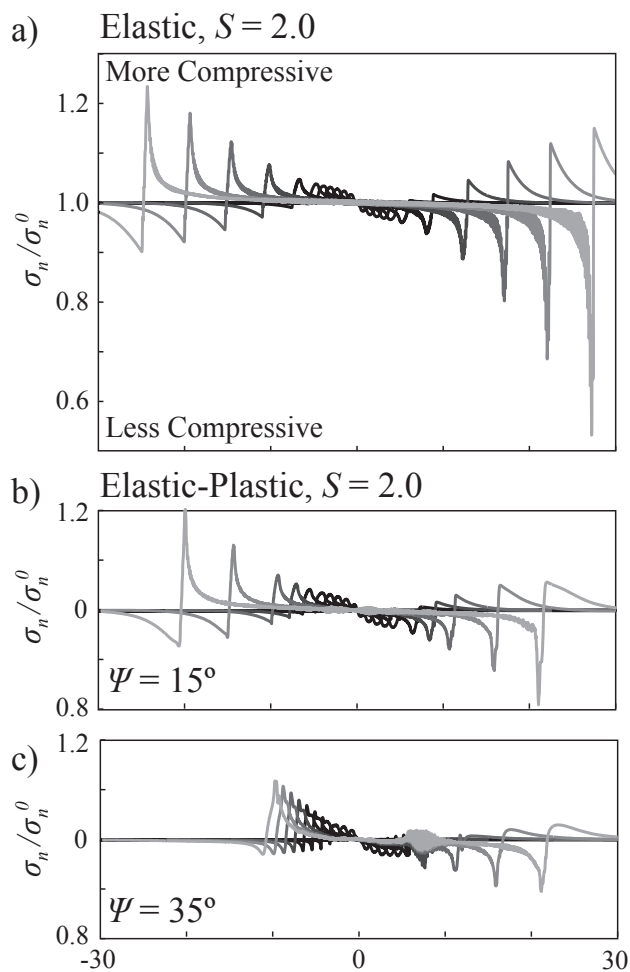 a) Elastic, S = 2.0
More Compressive
1.2
1.0
0.8
0.6
σn/σn0
Less Compressive
b) Elastic-Plastic, S = 2.0
1.2
0
0.8
σn/σn0
Ψ = 15º
c)
1.2
0
0.8
σn/σn0
Ψ = 35º
-30 0 30